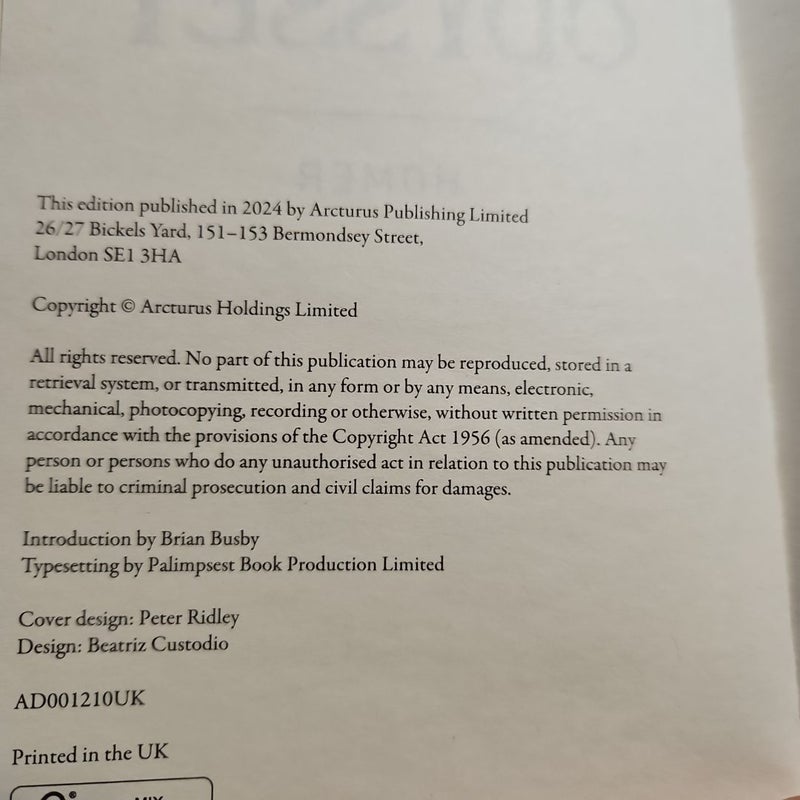 ODYSSEY
HOMER
This edition published in 2024 by Arcturus Publishing Limited
26/27 Bickels Yard, 151–153 Bermondsey Street,
London SE1 3HA
Copyright © Arcturus Holdings Limited
All rights reserved. No part of this publication may be reproduced, stored in a
retrieval system, or transmitted, in any form or by any means, electronic,
mechanical, photocopying, recording or otherwise, without written permission in
accordance with the provisions of the Copyright Act 1956 (as amended). Any
person or persons who do any unauthorised act in relation to this publication may
be liable to criminal prosecution and civil claims for damages.
Introduction by Brian Busby
Typesetting by Palimpsest Book Production Limited
Cover design: Peter Ridley
Design: Beatriz Custodio
AD001210UK
Printed in the UK
MIX